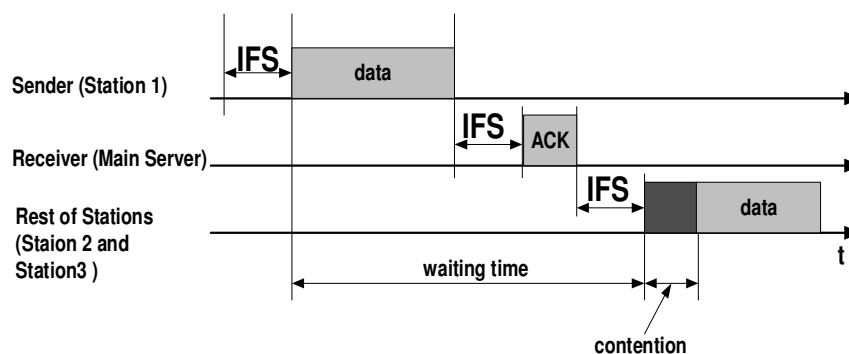 IFS
data
Sender (Station 1)
IFS
ACK
Receiver (Main Server)
IFS
data
Rest of Stations
(Staion 2 and
Station3 )
t
waiting time
contention